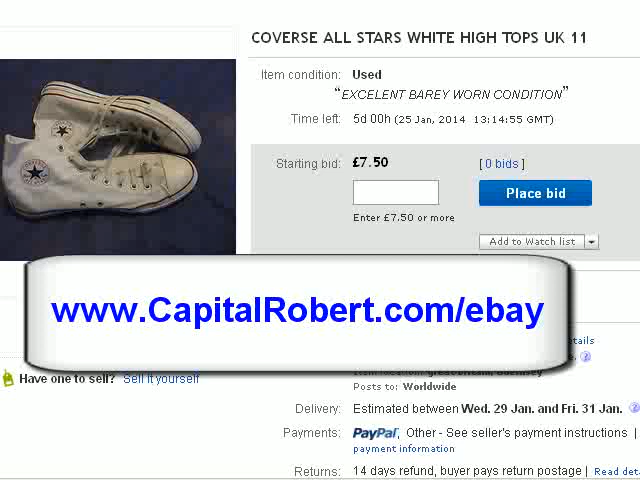 COVERSE ALL STARS WHITE HIGH TOPS UK 11
Item condition: Used
“EXCELENT BAREY WORN CONDITION”
Time left: 5d 00h (25 Jan, 2014 13:14:55 GMT)
Starting bid: £7.50 [ 0 bids ]
Place bid
Enter £7.50 or more
Add to Watch list
www.CapitalRobert.com/ebay
Have one to sell? Sell it yourself
Posts to: Worldwide
Delivery: Estimated between Wed. 29 Jan. and Fri. 31 Jan.
Payments: PayPal, Other - See seller's payment instructions |
payment information
Returns: 14 days refund, buyer pays return postage | Read